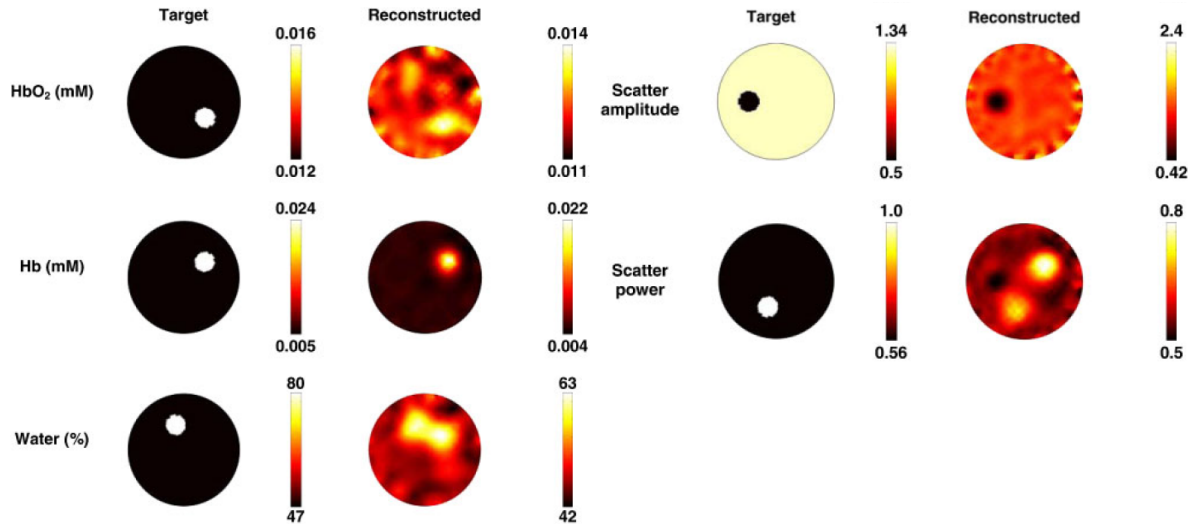 Target Reconstructed
HbO₂ (mM)
0.016
0.012
0.014
0.011
Hb (mM)
0.024
0.005
0.022
0.004
Water (%)
80
47
63
42
Target Reconstructed
Scatter
amplitude
1.34
0.5
2.4
0.42
Scatter
power
1.0
0.56
0.8
0.5